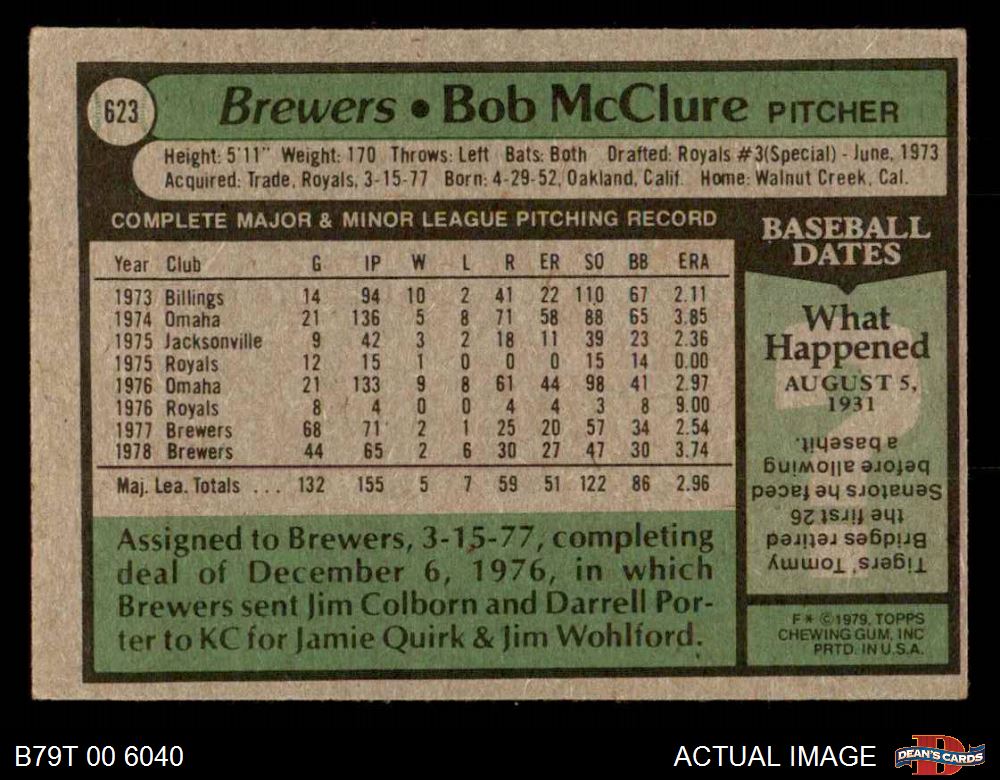 623
Brewers • Bob McClure PITCHER
Height: 5'11" Weight: 170 Throws: Left Bats: Both Drafted: Royals #3(Special) - June, 1973
Acquired: Trade, Royals, 3-15-77 Born: 4-29-52, Oakland, Calif. Home: Walnut Creek, Cal.
COMPLETE MAJOR & MINOR LEAGUE PITCHING RECORD
Year Club G IP W L R ER SO BB ERA
1973 Billings 14 94 10 2 41 22 110 67 2.11
1974 Omaha 21 136 5 8 71 58 88 65 3.85
1975 Jacksonville 9 42 3 2 18 11 39 23 2.36
1975 Royals 12 15 1 0 0 0 15 14 0.00
1976 Omaha 21 133 9 8 61 44 98 41 2.97
1976 Royals 8 4 0 0 4 4 3 8 9.00
1977 Brewers 68 71 2 1 25 20 57 34 2.54
1978 Brewers 44 65 2 6 30 27 47 30 3.74
Maj. Lea. Totals ... 132 155 5 7 59 51 122 86 2.96
Assigned to Brewers, 3-15-77, completing
deal of December 6, 1976, in which
Brewers sent Jim Colborn and Darrell Por-
ter to KC for Jamie Quirk & Jim Wohlford.
BASEBALL
DATES
What
Happened
AUGUST 5,
1931
Tigers' Tommy
Bridges retired
the first 26
Senators he faced
before allowing
a basehit.
F✶ ©1979, TOPPS
CHEWING GUM, INC
PRTD. IN U.S.A.
B79T 00 6040
ACTUAL IMAGE
D
DEAN'S CARDS